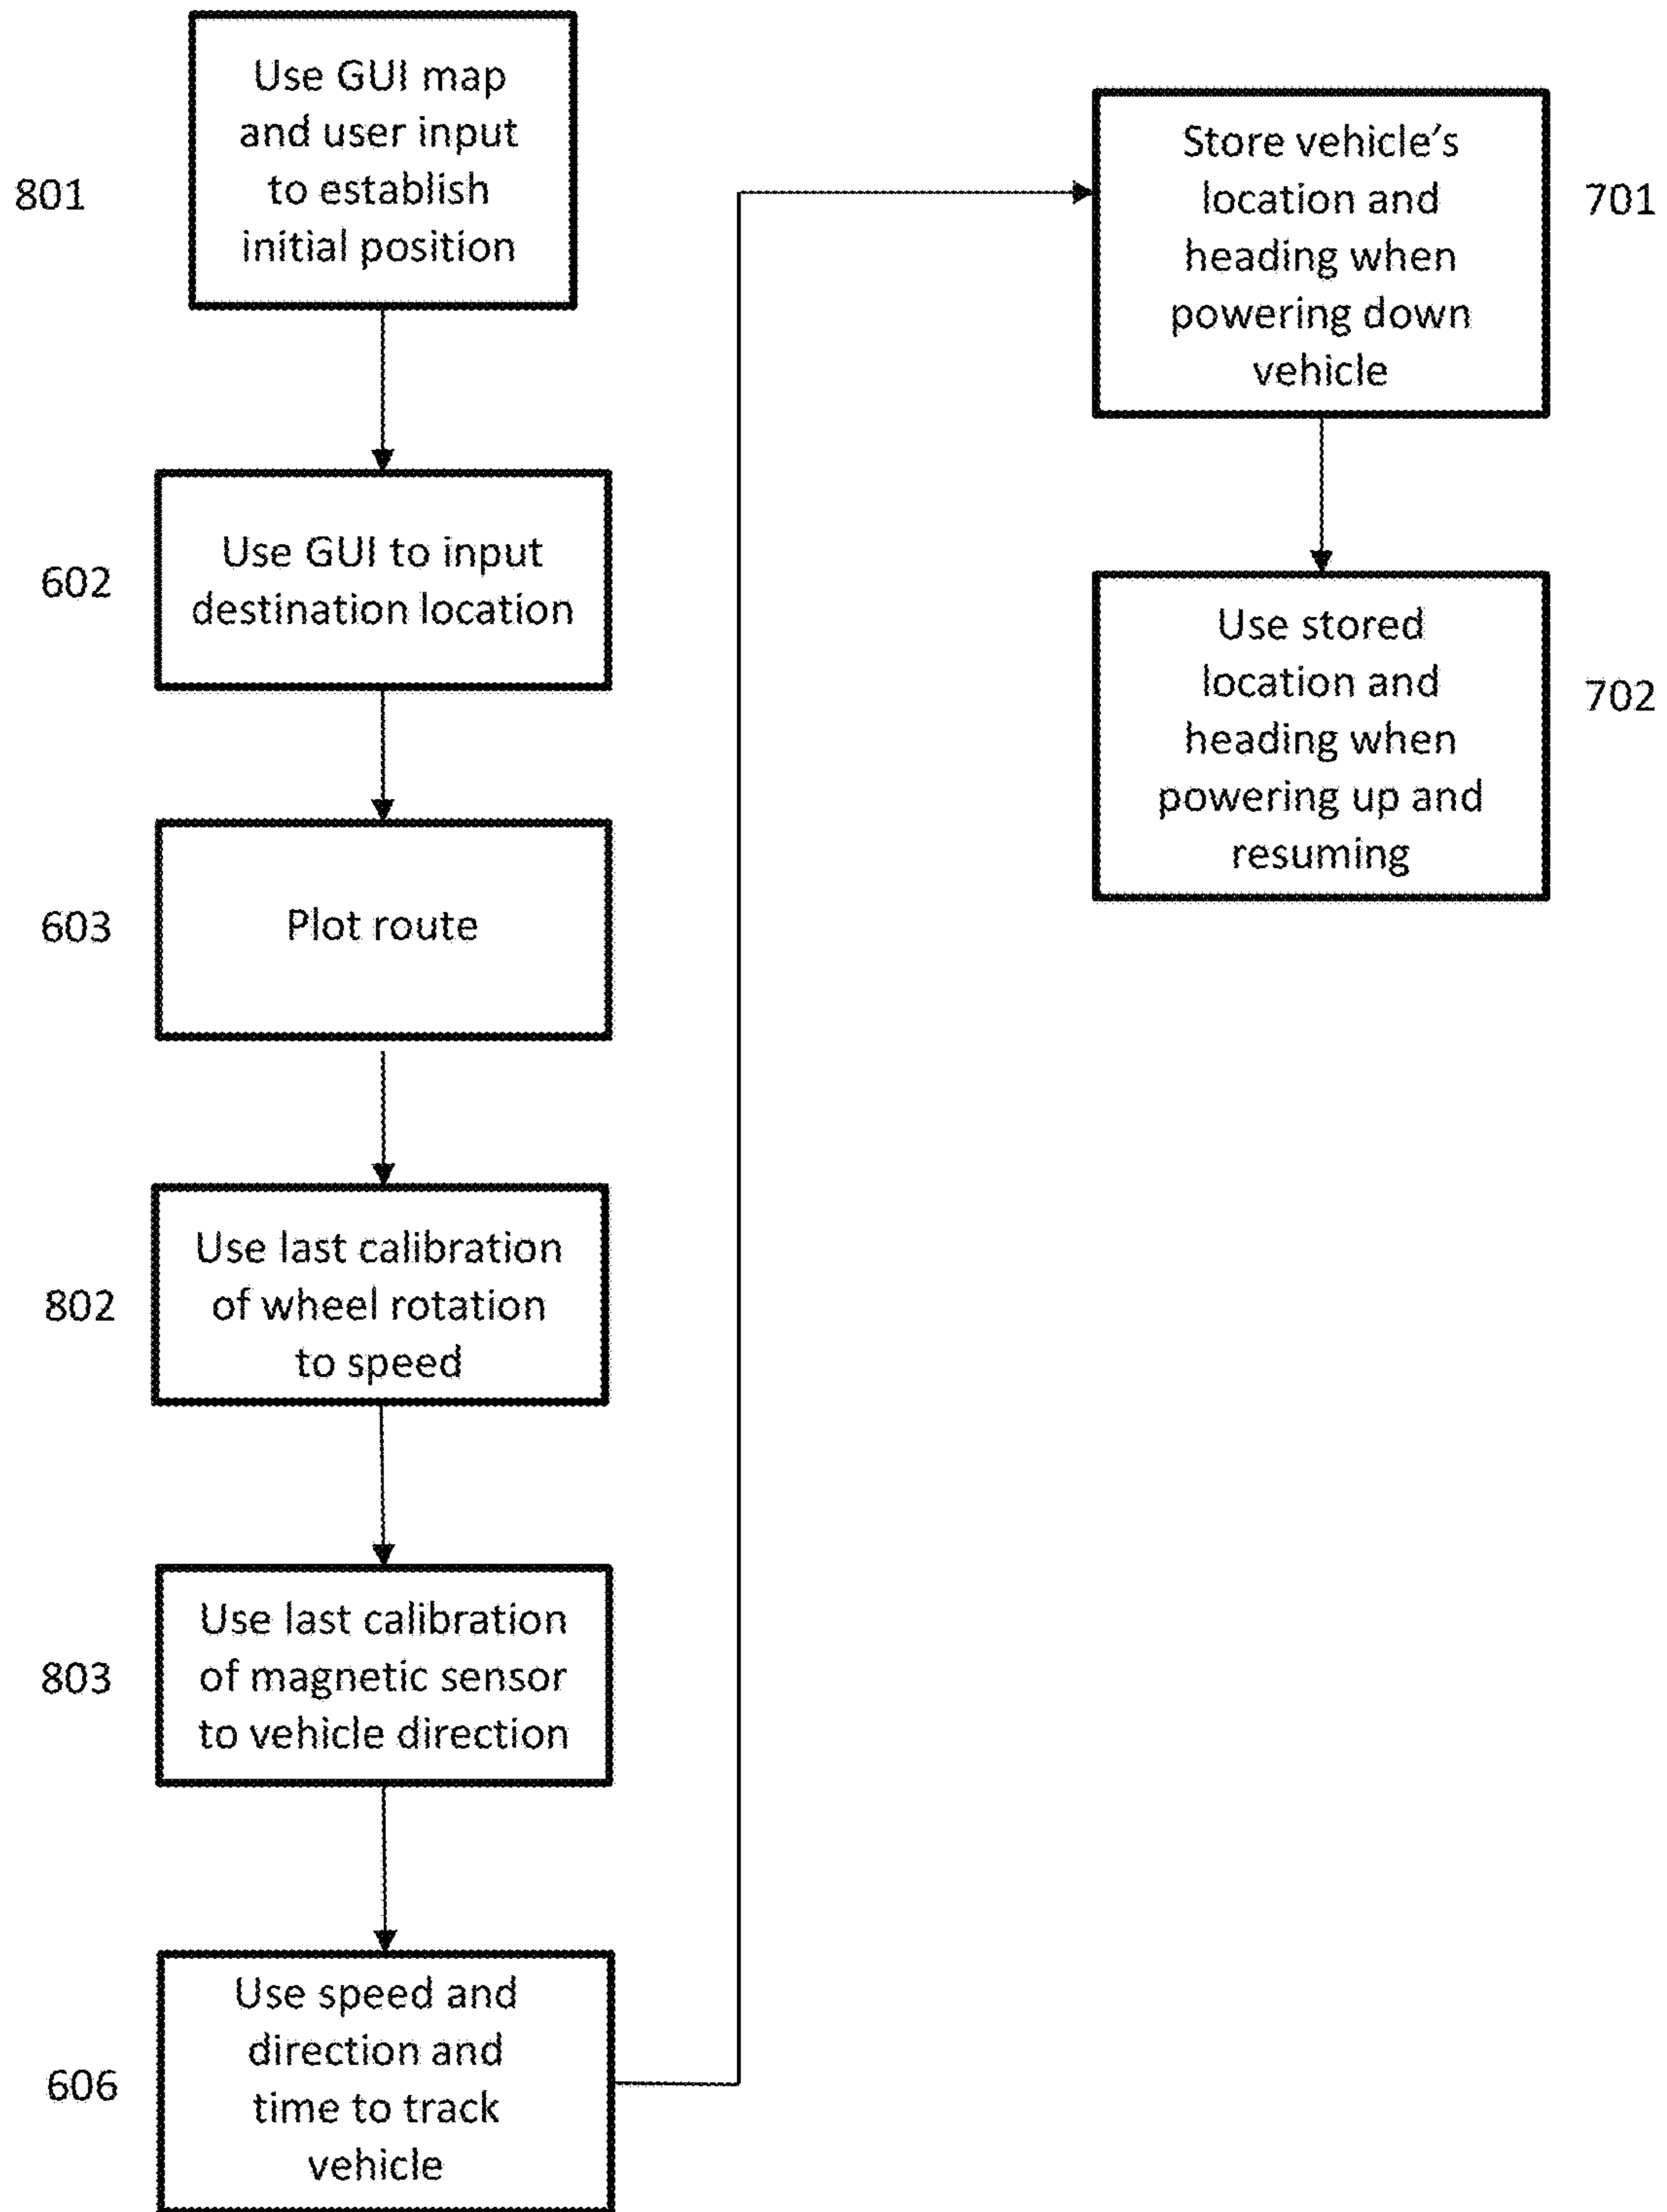 801
Use GUI map
and user input
to establish
initial position
602
Use GUI to input
destination location
603
Plot route
802
Use last calibration
of wheel rotation
to speed
803
Use last calibration
of magnetic sensor
to vehicle direction
606
Use speed and
direction and
time to track
vehicle
Store vehicle's
location and
heading when
powering down
vehicle
701
Use stored
location and
heading when
powering up and
resuming
702